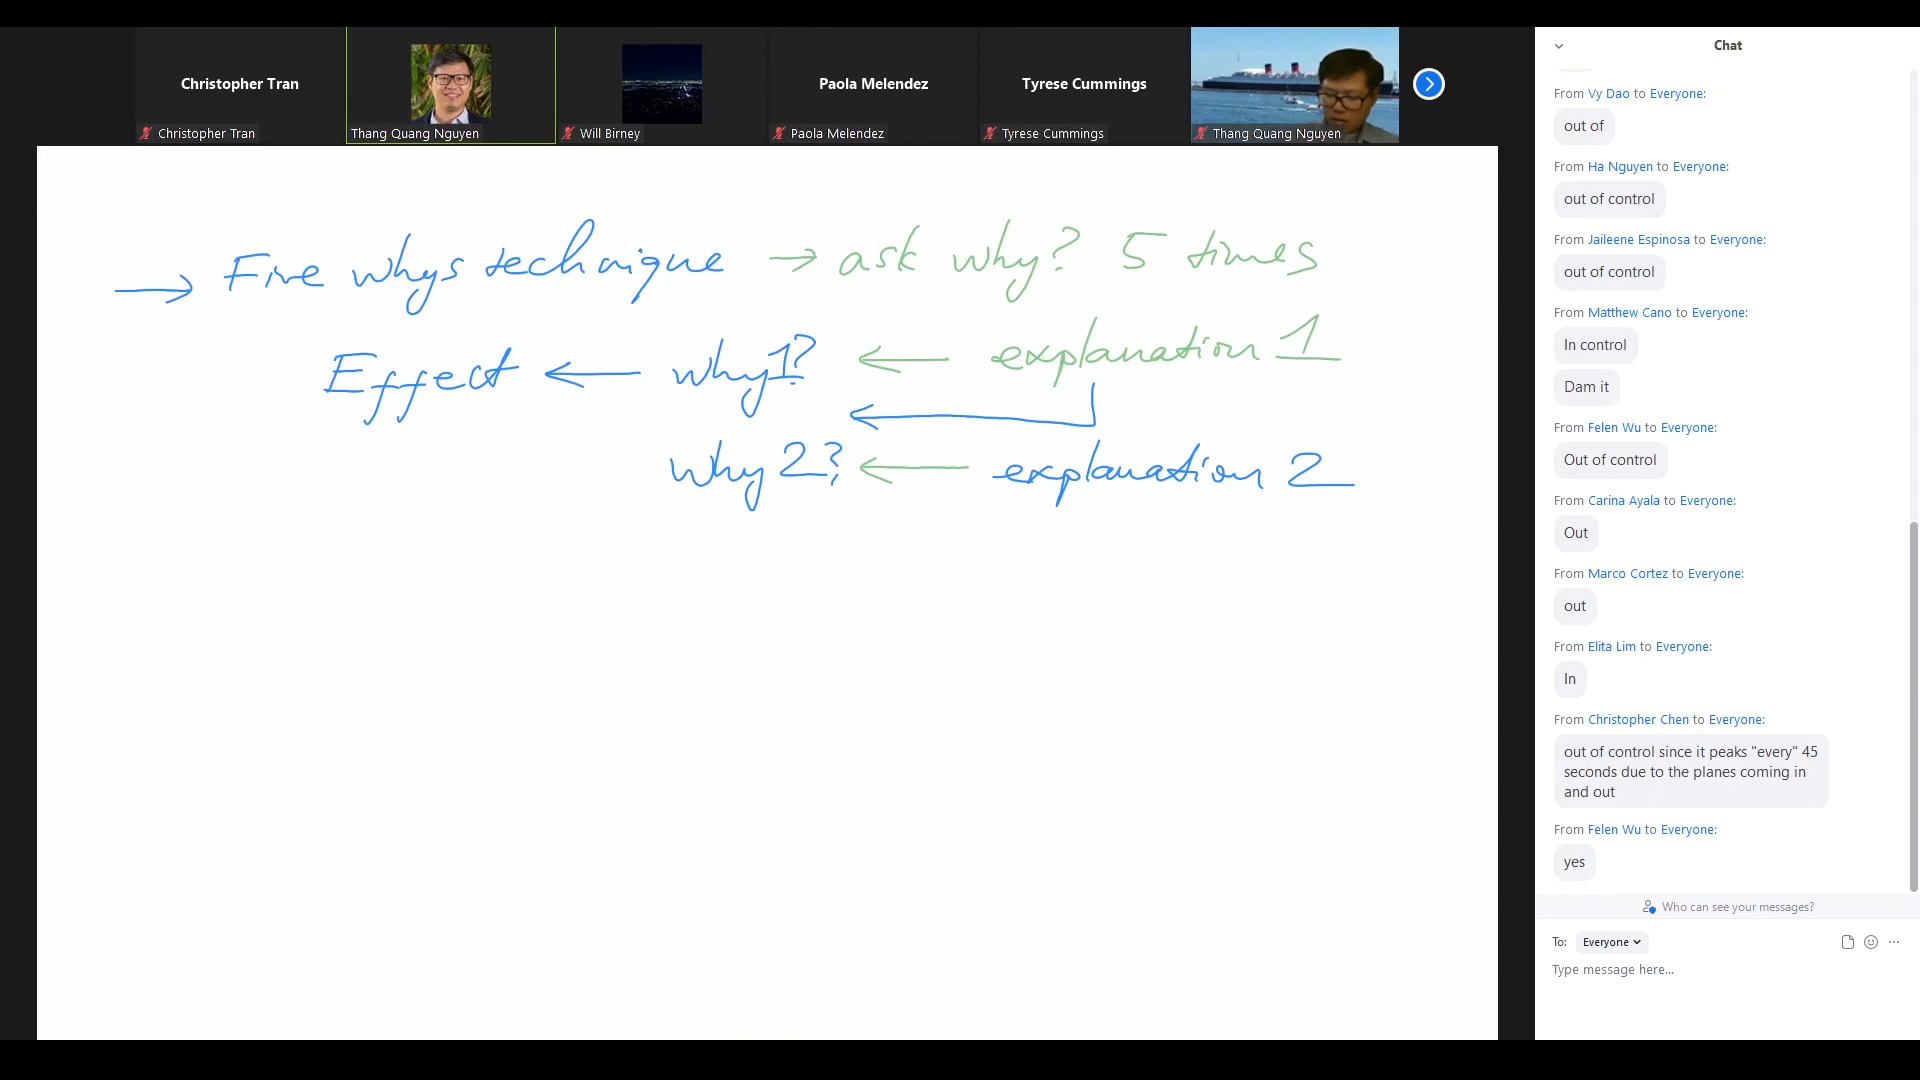 Christopher Tran
Paola Melendez
Tyrese Cummings
Christopher Tran
Thang Quang Nguyen
Will Birney
Paola Melendez
Tyrese Cummings
Thang Quang Nguyen
→ Five whys technique → ask why? 5 times
Effect ← why 1? ← explanation 1
why 2? ← explanation 2
Chat
From Vy Dao to Everyone:
out of
From Ha Nguyen to Everyone:
out of control
From Jaileene Espinosa to Everyone:
out of control
From Matthew Cano to Everyone:
In control
Dam it
From Felen Wu to Everyone:
Out of control
From Carina Ayala to Everyone:
Out
From Marco Cortez to Everyone:
out
From Elita Lim to Everyone:
In
From Christopher Chen to Everyone:
out of control since it peaks "every" 45
seconds due to the planes coming in
and out
From Felen Wu to Everyone:
yes
Who can see your messages?
To: Everyone
Type message here...